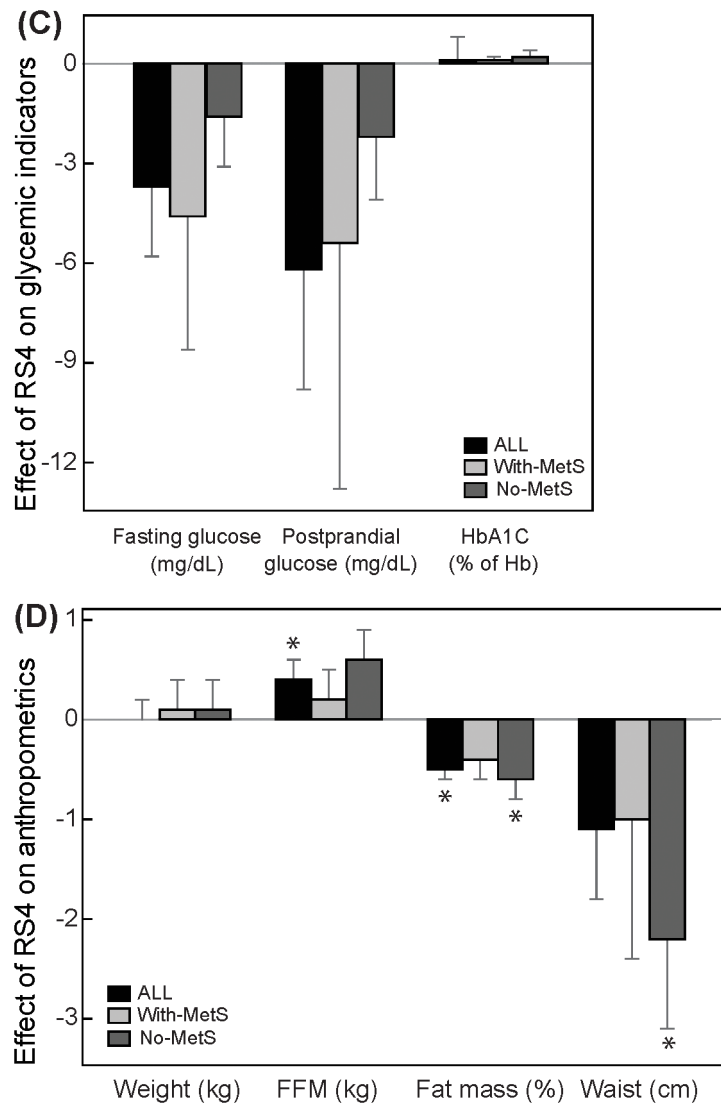 (C)
Effect of RS4 on glycemic indicators
0
-3
-6
-9
-12
ALL
With-MetS
No-MetS
Fasting glucose
(mg/dL)
Postprandial
glucose (mg/dL)
HbA1C
(% of Hb)
(D)
Effect of RS4 on anthropometrics
1
0
-1
-2
-3
*
*
*
*
ALL
With-MetS
No-MetS
Weight (kg)
FFM (kg)
Fat mass (%)
Waist (cm)